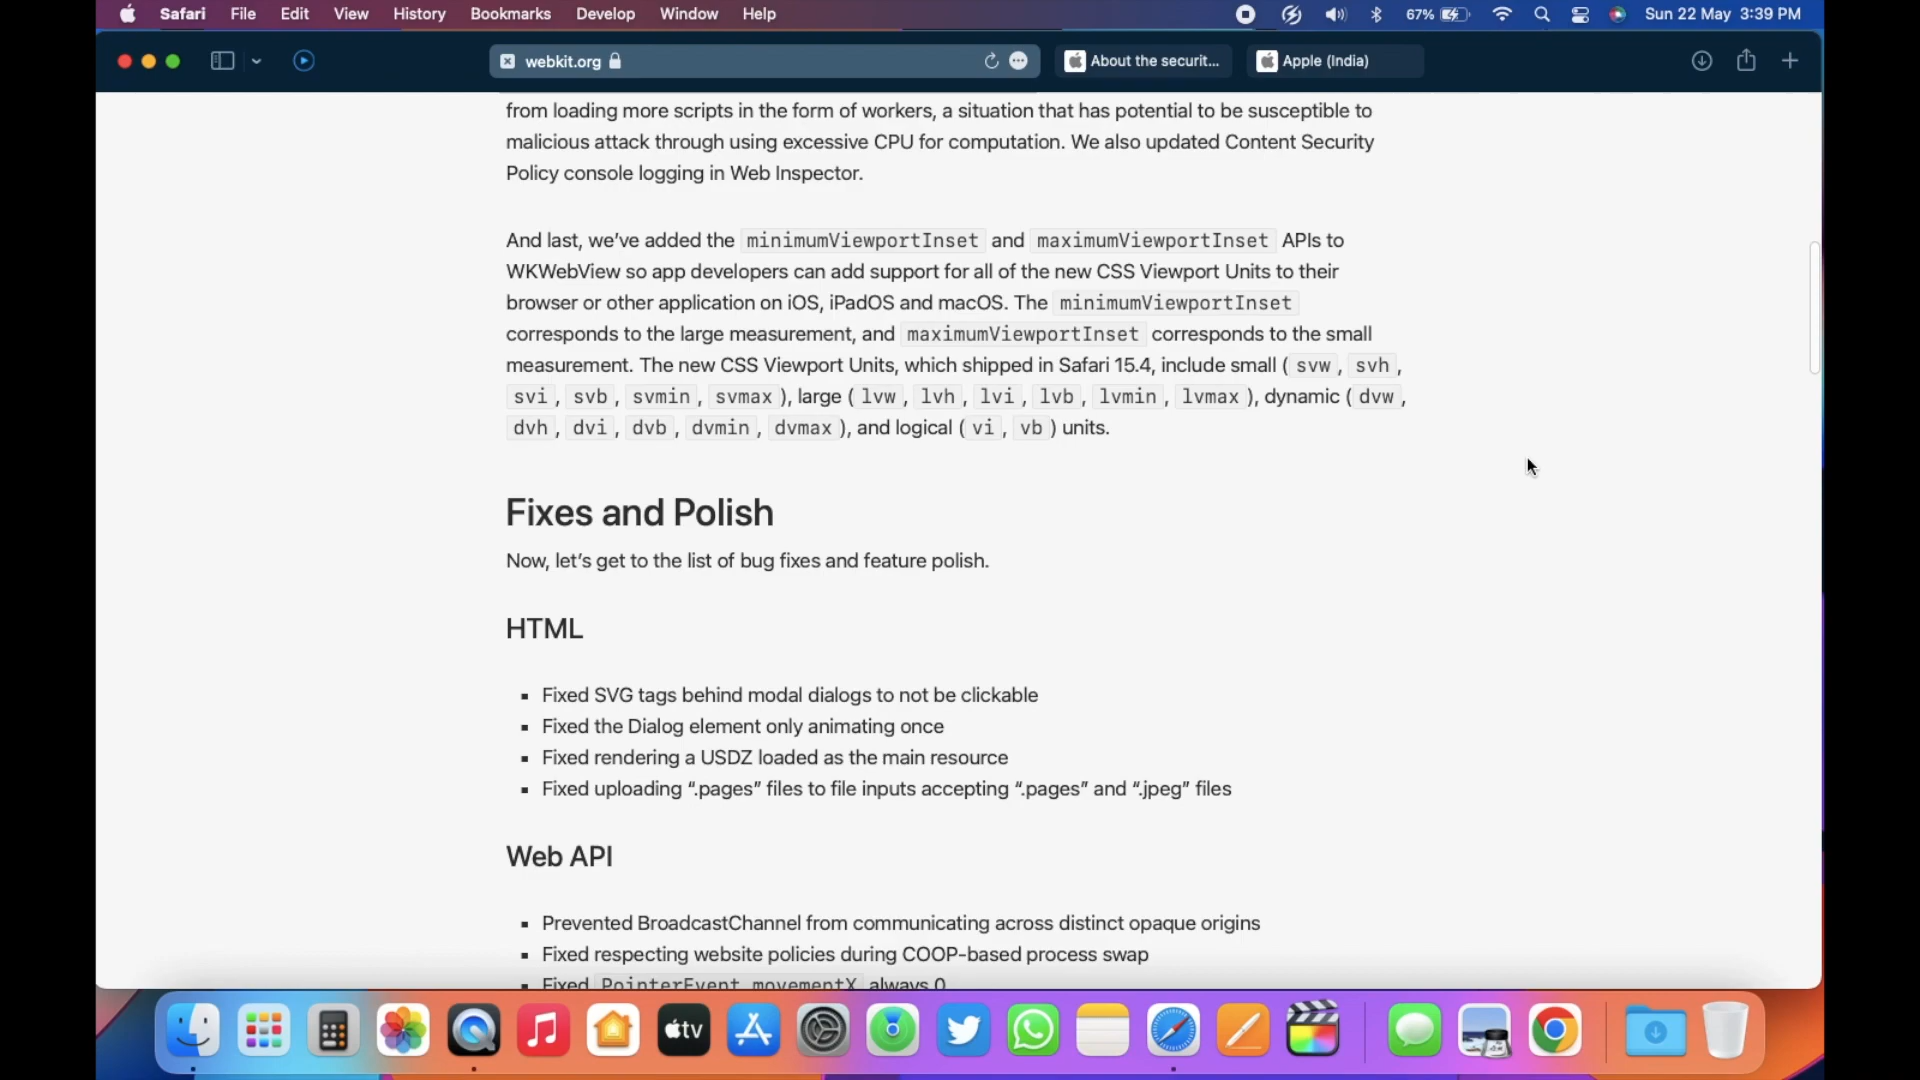 Safari File Edit View History Bookmarks Develop Window Help 67% Sun 22 May 3:39 PM
webkit.org About the securit... Apple (India)
from loading more scripts in the form of workers, a situation that has potential to be susceptible to
malicious attack through using excessive CPU for computation. We also updated Content Security
Policy console logging in Web Inspector.
And last, we've added the minimumViewportInset and maximumViewportInset APIs to
WKWebView so app developers can add support for all of the new CSS Viewport Units to their
browser or other application on iOS, iPadOS and macOS. The minimumViewportInset
corresponds to the large measurement, and maximumViewportInset corresponds to the small
measurement. The new CSS Viewport Units, which shipped in Safari 15.4, include small ( svw , svh ,
svi , svb , svmin , svmax ), large ( lvw , lvh , lvi , lvb , lvmin , lvmax ), dynamic ( dvw ,
dvh , dvi , dvb , dvmin , dvmax ), and logical ( vi , vb ) units.
Fixes and Polish
Now, let's get to the list of bug fixes and feature polish.
HTML
▪ Fixed SVG tags behind modal dialogs to not be clickable
▪ Fixed the Dialog element only animating once
▪ Fixed rendering a USDZ loaded as the main resource
▪ Fixed uploading “.pages” files to file inputs accepting “.pages” and “.jpeg” files
Web API
▪ Prevented BroadcastChannel from communicating across distinct opaque origins
▪ Fixed respecting website policies during COOP-based process swap
▪ Fixed PointerEvent.movementX always 0
tv